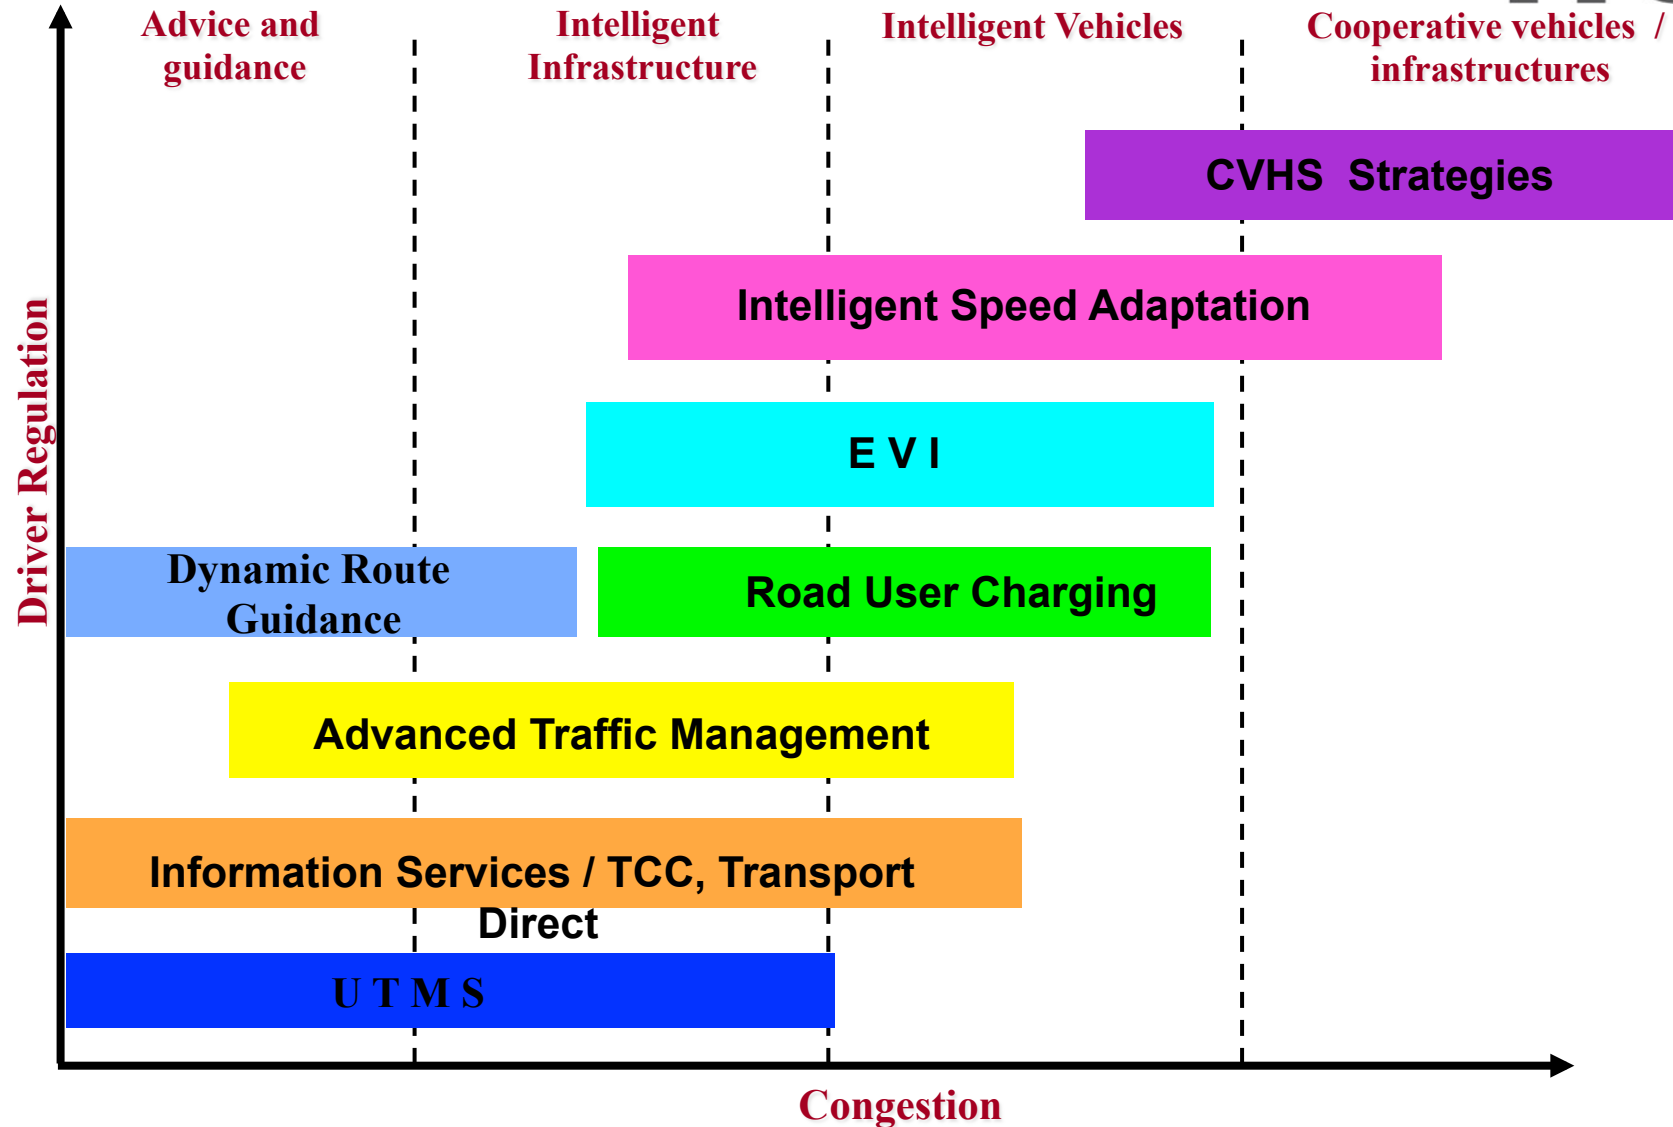 Advice and
guidance
Intelligent
Infrastructure
Intelligent Vehicles
Cooperative vehicles /
infrastructures
CVHS Strategies
Intelligent Speed Adaptation
E V I
Dynamic Route
Guidance
Road User Charging
Advanced Traffic Management
Information Services / TCC, Transport
Direct
U T M S
Driver Regulation
Congestion